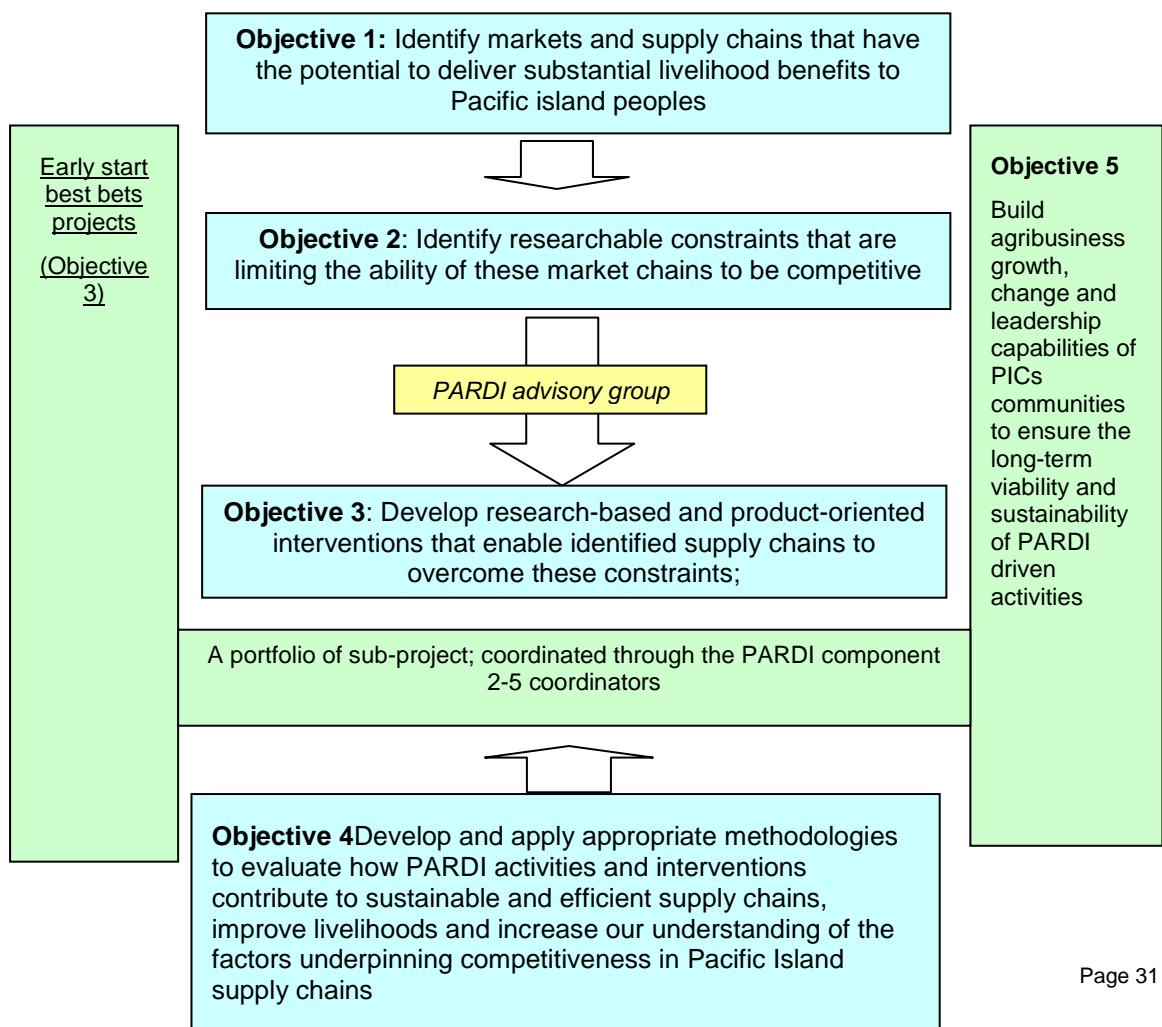 Objective 1: Identify markets and supply chains that have
the potential to deliver substantial livelihood benefits to
Pacific island peoples
Early start
best bets
projects
(Objective
3)
Objective 2: Identify researchable constraints that are
limiting the ability of these market chains to be competitive
PARDI advisory group
Objective 3: Develop research-based and product-oriented
interventions that enable identified supply chains to
overcome these constraints;
A portfolio of sub-project; coordinated through the PARDI component
2-5 coordinators
Objective 4Develop and apply appropriate methodologies
to evaluate how PARDI activities and interventions
contribute to sustainable and efficient supply chains,
improve livelihoods and increase our understanding of the
factors underpinning competitiveness in Pacific Island
supply chains
Objective 5
Build
agribusiness
growth,
change and
leadership
capabilities of
PICs
communities
to ensure the
long-term
viability and
sustainability
of PARDI
driven
activities
Page 31